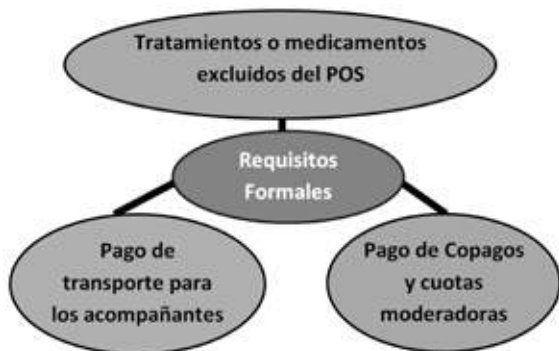 Tratamientos o medicamentos
excluidos del POS
Requisitos
Formales
Pago de
transporte para
los acompañantes
Pago de Copagos
y cuotas
moderadoras